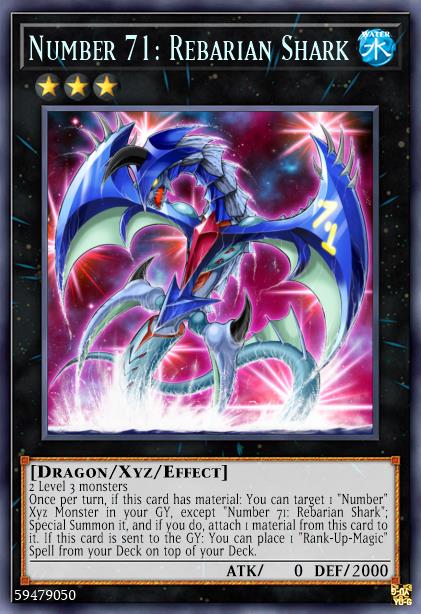 Number 71: Rebarian Shark
WATER
水
71
[Dragon/Xyz/Effect]
2 Level 3 monsters
Once per turn, if this card has material: You can target 1 "Number"
Xyz Monster in your GY, except "Number 71: Rebarian Shark";
Special Summon it, and if you do, attach 1 material from this card to
it. If this card is sent to the GY: You can place 1 "Rank-Up-Magic"
Spell from your Deck on top of your Deck.
ATK/ 0 DEF/2000
59479050